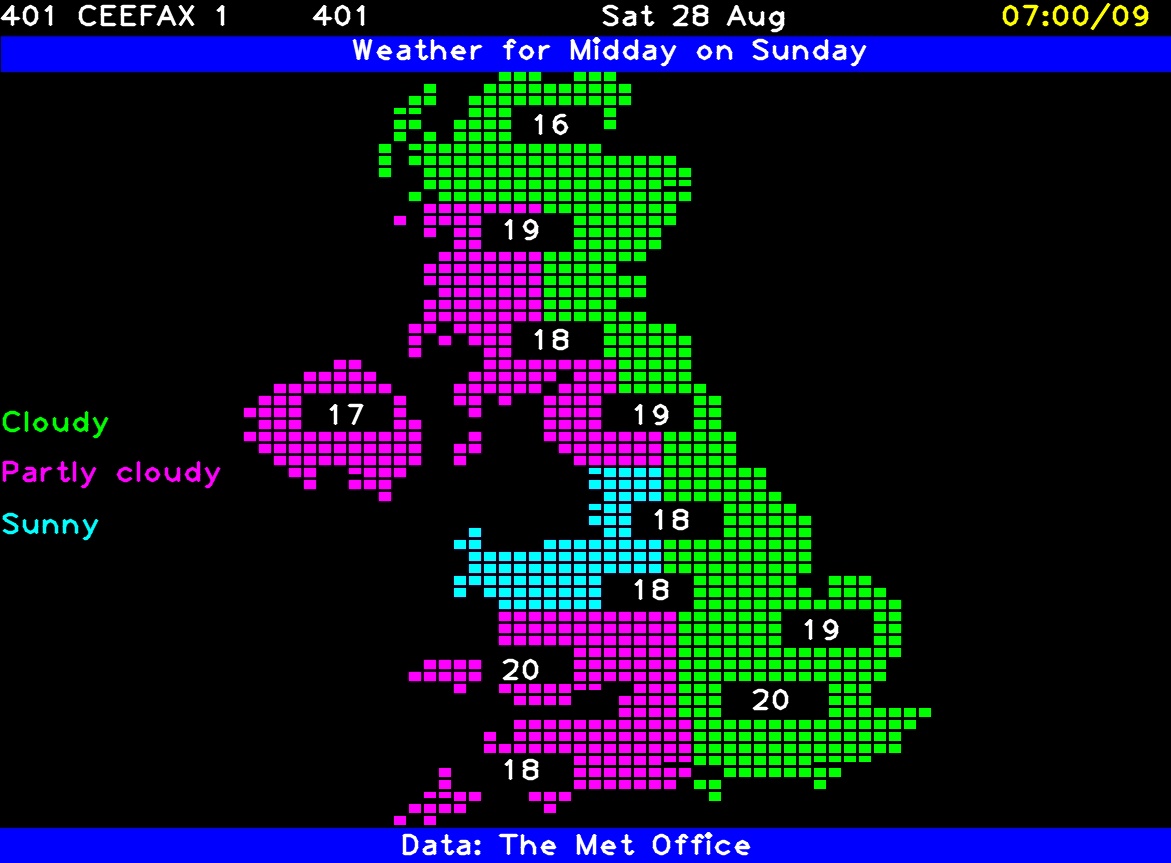 401 CEEFAX 1 401 Sat 28 Aug 07:00/09
Weather for Midday on Sunday
16
19
18
17 19
Cloudy
Partly cloudy
18
Sunny
18
19
20
20
18
Data: The Met Office